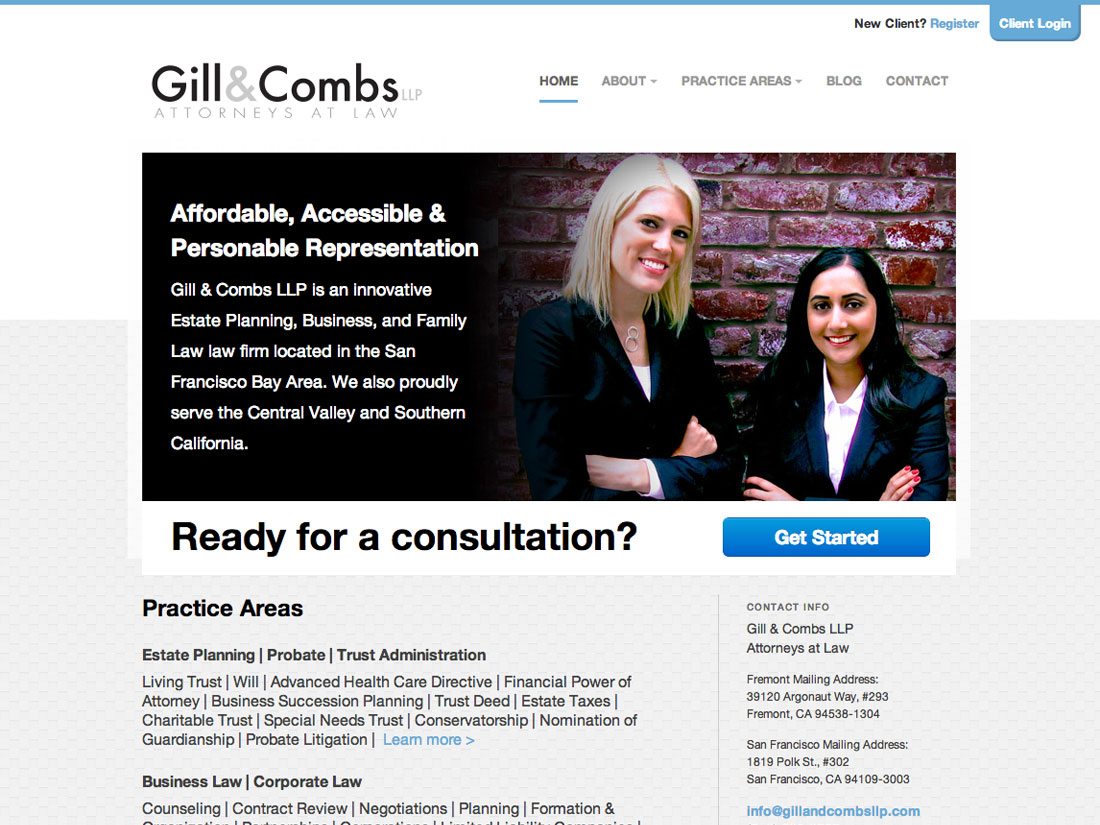 New Client? Register
Client Login
Gill&Combs LLP
ATTORNEYS AT LAW
HOME
ABOUT
PRACTICE AREAS
BLOG
CONTACT
Affordable, Accessible &
Personable Representation
Gill & Combs LLP is an innovative
Estate Planning, Business, and Family
Law law firm located in the San
Francisco Bay Area. We also proudly
serve the Central Valley and Southern
California.
Ready for a consultation?
Get Started
Practice Areas
Estate Planning | Probate | Trust Administration
Living Trust | Will | Advanced Health Care Directive | Financial Power of
Attorney | Business Succession Planning | Trust Deed | Estate Taxes |
Charitable Trust | Special Needs Trust | Conservatorship | Nomination of
Guardianship | Probate Litigation | Learn more >
Business Law | Corporate Law
Counseling | Contract Review | Negotiations | Planning | Formation &
Organization | Partnerships | Corporations | Limited Liability Companies |
CONTACT INFO
Gill & Combs LLP
Attorneys at Law
Fremont Mailing Address:
39120 Argonaut Way, #293
Fremont, CA 94538-1304
San Francisco Mailing Address:
1819 Polk St., #302
San Francisco, CA 94109-3003
info@gillandcombsllp.com